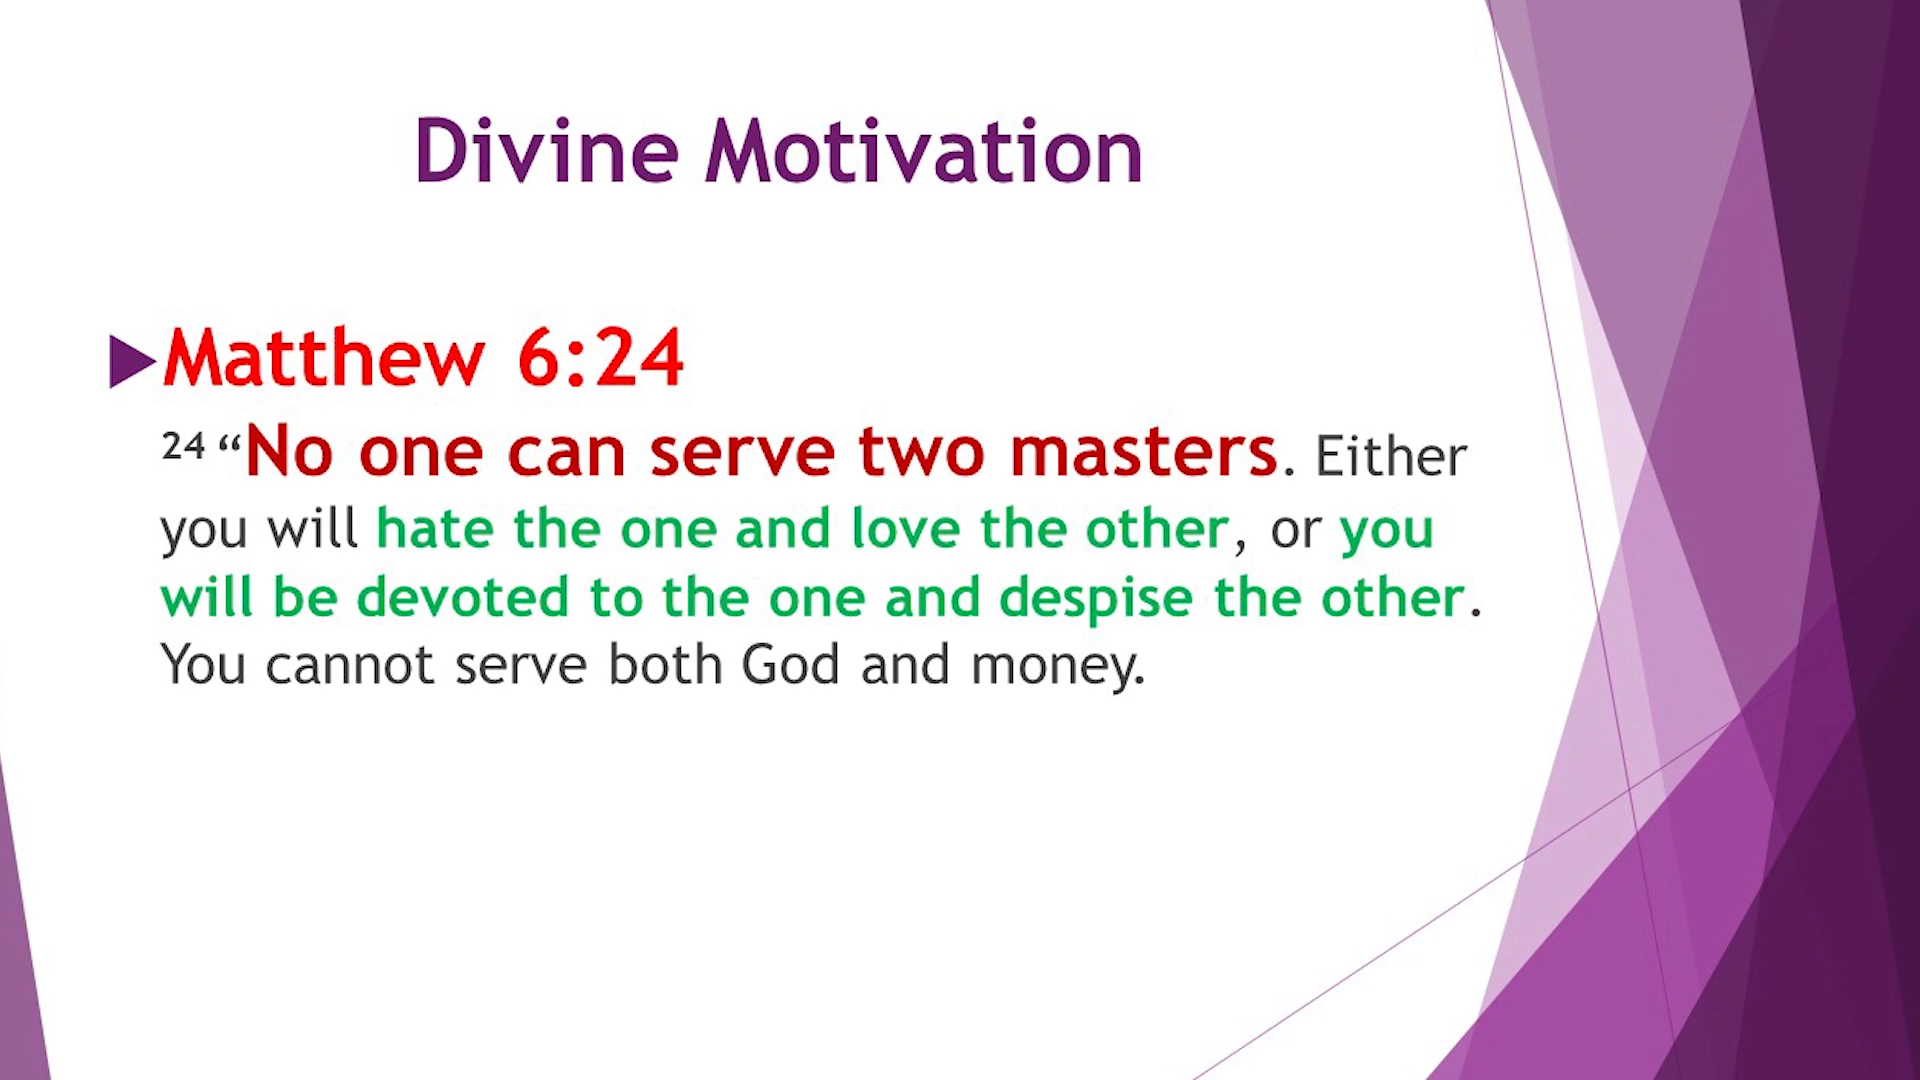 Divine Motivation
Matthew 6:24
24 “No one can serve two masters. Either
you will hate the one and love the other, or you
will be devoted to the one and despise the other.
You cannot serve both God and money.